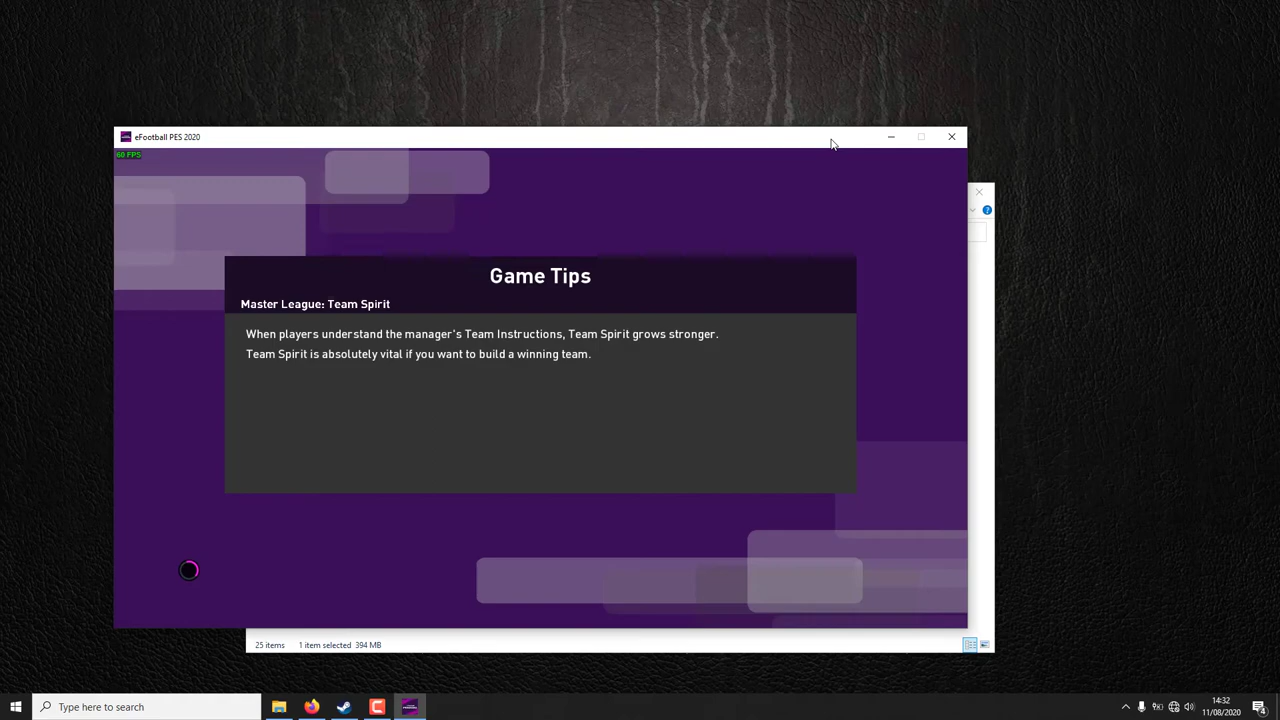 eFootball PES 2020
60 FPS
Game Tips
Master League: Team Spirit
When players understand the manager's Team Instructions, Team Spirit grows stronger.
Team Spirit is absolutely vital if you want to build a winning team.
25 items 1 item selected 394 MB
Type here to search
14:32
11/08/2020